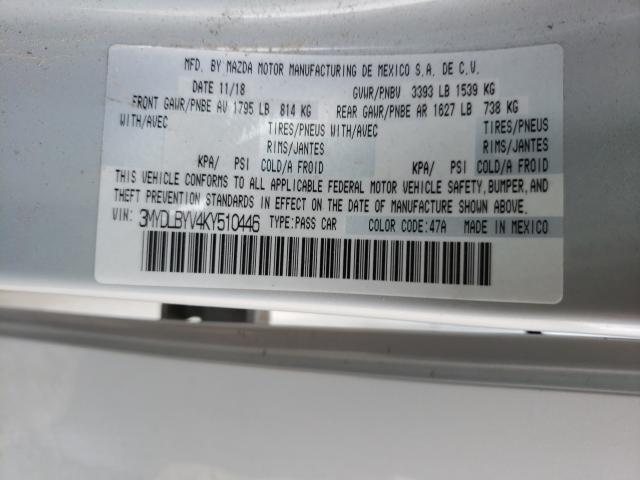 MFD. BY MAZDA MOTOR MANUFACTURING DE MEXICO S.A. DE C.V.
DATE 11/18 GVWR/PNBV 3393 LB 1539 KG
FRONT GAWR/PNBE AV 1795 LB 814 KG REAR GAWR/PNBE AR 1627 LB 738 KG
WITH/AVEC TIRES/PNEUS WITH/AVEC TIRES/PNEUS
RIMS/JANTES RIMS/JANTES
KPA/ PSI COLD/A FROID KPA/ PSI COLD/A FROID
THIS VEHICLE CONFORMS TO ALL APPLICABLE FEDERAL MOTOR VEHICLE SAFETY, BUMPER, AND
THEFT PREVENTION STANDARDS IN EFFECT ON THE DATE OF MANUFACTURE SHOWN ABOVE.
VIN: 3MYDLBYV4KY510446 TYPE:PASS CAR COLOR CODE:47A MADE IN MEXICO